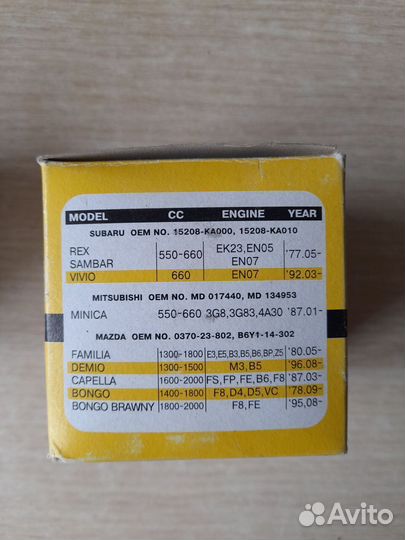 MODEL CC ENGINE YEAR
SUBARU OEM NO. 15208-KA000, 15208-KA010
REX SAMBAR 550-660 EK23,EN05 EN07 '77.05-
VIVIO 660 EN07 '92.03-
MITSUBISHI OEM NO. MD 017440, MD 134953
MINICA 550-660 3G8,3G83,4A30 '87.01-
MAZDA OEM NO. 0370-23-802, B6Y1-14-302
FAMILIA 1300-1800 E3,E5,B3,B5,B6,BP,Z5 '80.05-
DEMIO 1300-1500 M3,B5 '96.08-
CAPELLA 1600-2000 FS,FP,FE,B6,F8 '87.03-
BONGO 1400-1800 F8,D4,D5,VC '78.09-
BONGO BRAWNY 1800-2000 F8,FE '95,08-
Avito